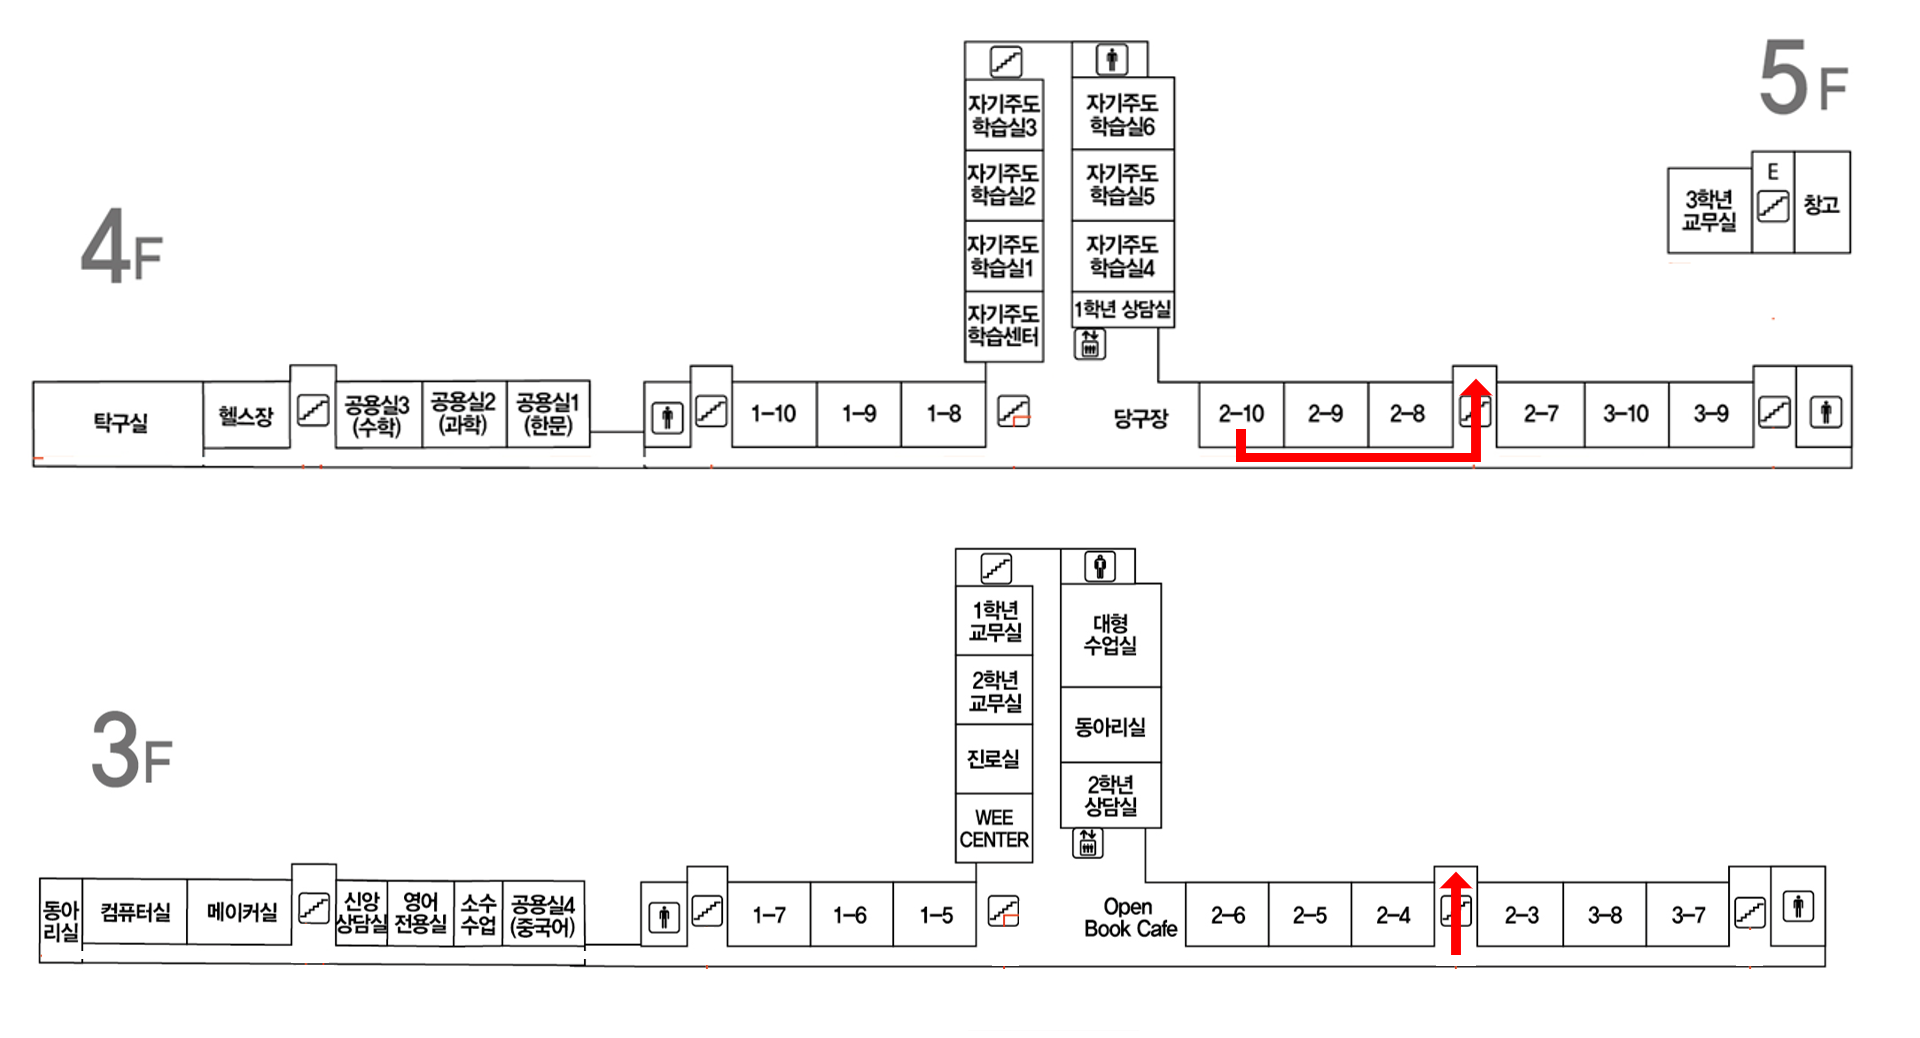 5F
E
3학년
교무실
창고
4F
자기주도
학습실3
자기주도
학습실6
자기주도
학습실2
자기주도
학습실5
자기주도
학습실1
자기주도
학습실4
자기주도
학습센터
1학년 상담실
탁구실
헬스장
공용실3
(수학)
공용실2
(과학)
공용실1
(한문)
1-10
1-9
1-8
당구장
2-10
2-9
2-8
2-7
3-10
3-9
3F
1학년
교무실
대형
수업실
2학년
교무실
동아리실
진로실
2학년
상담실
WEE
CENTER
동아
리실
컴퓨터실
메이커실
신앙
상담실
영어
전용실
소수
수업
공용실4
(중국어)
1-7
1-6
1-5
Open
Book Cafe
2-6
2-5
2-4
2-3
3-8
3-7